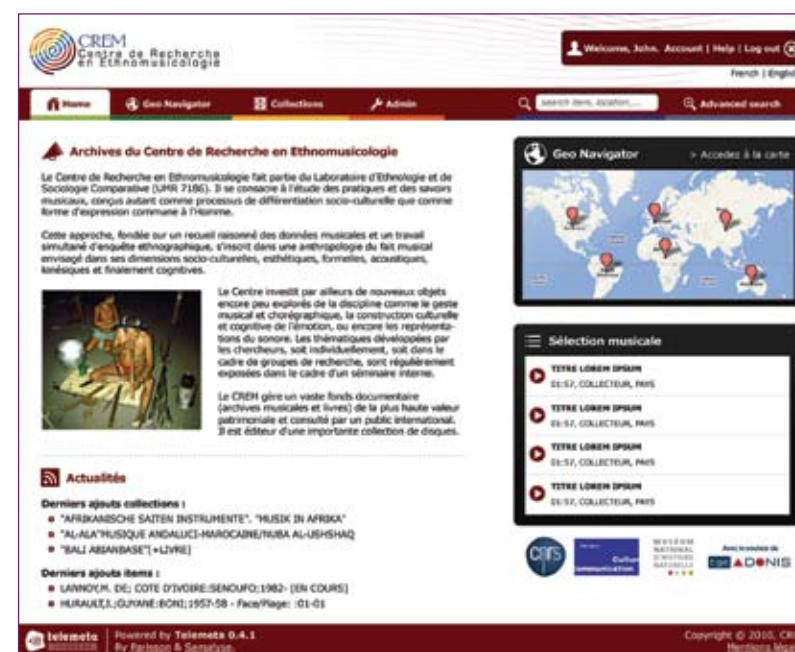 CREM
Centre de Recherche
en Ethnomusicologie
Welcome, John. Account | Help | Log out
French | English
Home
Geo Navigator
Collections
Admin
search item, location,...
Advanced search
Archives du Centre de Recherche en Ethnomusicologie
Le Centre de Recherche en Ethnomusicologie fait partie du Laboratoire d'Ethnologie et de
Sociologie Comparative (UMR 7186). Il se consacre à l'étude des pratiques et des savoirs
musicaux, conçus autant comme processus de différentiation socio-culturelle que comme
forme d'expression commune à l'Homme.
Cette approche, fondée sur un recueil raisonné des données musicales et un travail
simultané d'enquête ethnographique, s'inscrit dans une anthropologie du fait musical
envisagé dans ses dimensions socio-culturelles, esthétiques, formelles, acoustiques,
kinésiques et finalement cognitives.
Le Centre investit par ailleurs de nouveaux objets
encore peu explorés de la discipline comme le geste
musical et chorégraphique, la construction culturelle
et cognitive de l'émotion, ou encore les représenta-
tions du sonore. Les thématiques développées par
les chercheurs, soit individuellement, soit dans le
cadre de groupes de recherche, sont régulièrement
exposées dans le cadre d'un séminaire interne.
Le CREM gère un vaste fonds documentaire
(archives musicales et livres) de la plus haute valeur
patrimoniale et consulté par un public international.
Il est éditeur d'une importante collection de disques.
Actualités
Derniers ajouts collections :
"AFRIKANISCHE SAITEN INSTRUMENTE". "MUSIK IN AFRIKA"
"AL-ALA"MUSIQUE ANDALUCI-MAROCAINE/NUBA AL-USHSHAQ
"BALI ABIANBASE"[+LIVRE]
Derniers ajouts items :
LANNOY,M. DE; COTE D'IVOIRE:SENOUFO;1982- [EN COURS]
HURAULT,J.;GUYANE:BONI;1957-58 - Face/Plage: :01-01
Geo Navigator
> Accedez à la carte
Sélection musicale
TITRE LOREM IPSUM
01:57, COLLECTEUR, PAYS
TITRE LOREM IPSUM
01:57, COLLECTEUR, PAYS
TITRE LOREM IPSUM
01:57, COLLECTEUR, PAYS
TITRE LOREM IPSUM
01:57, COLLECTEUR, PAYS
cnrs
Culture
communication
MUSEUM
NATIONAL
D'HISTOIRE
NATURELLE
Avec le soutien de
ADONIS
telemeta
Powered by Telemeta 0.4.1
By Parisson & Samalyse.
Copyright © 2010, CR
Mentions léga